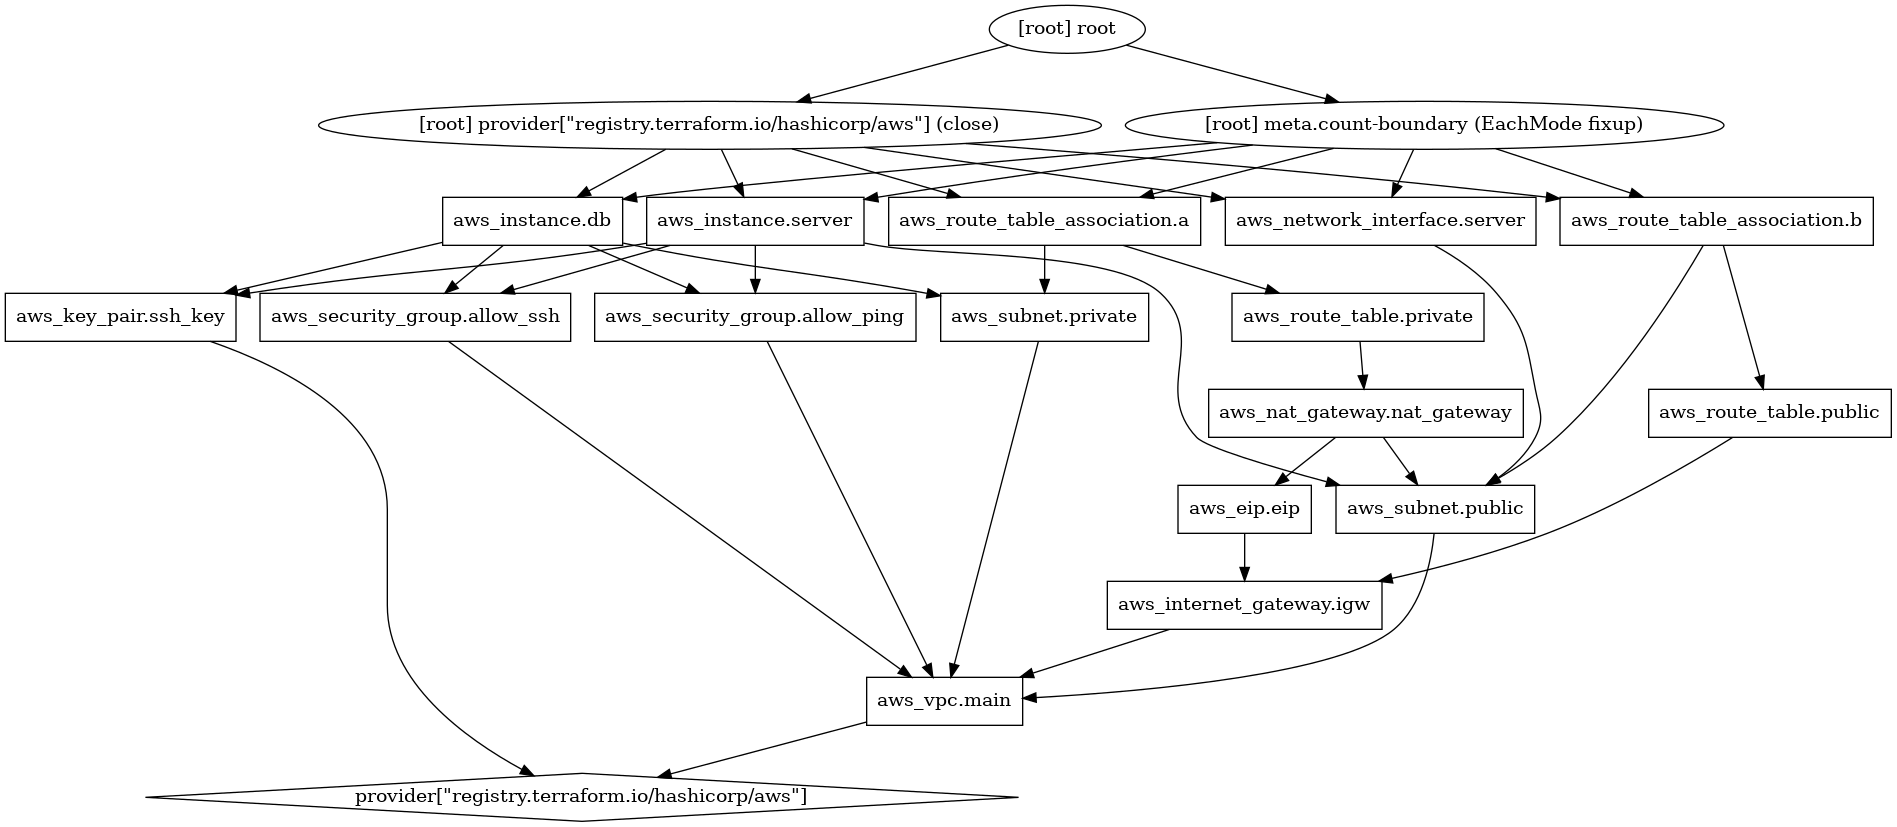 [root] root
[root] provider["registry.terraform.io/hashicorp/aws"] (close)
[root] meta.count-boundary (EachMode fixup)
aws_instance.db
aws_instance.server
aws_route_table_association.a
aws_network_interface.server
aws_route_table_association.b
aws_key_pair.ssh_key
aws_security_group.allow_ssh
aws_security_group.allow_ping
aws_subnet.private
aws_route_table.private
aws_nat_gateway.nat_gateway
aws_route_table.public
aws_eip.eip
aws_subnet.public
aws_internet_gateway.igw
aws_vpc.main
provider["registry.terraform.io/hashicorp/aws"]